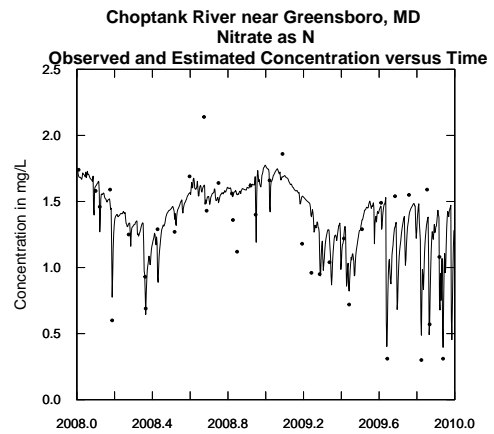 Choptank River near Greensboro, MD
Nitrate as N
Observed and Estimated Concentration versus Time
2.5
2.0
1.5
1.0
0.5
0.0
Concentration in mg/L
2008.0 2008.4 2008.8 2009.2 2009.6 2010.0